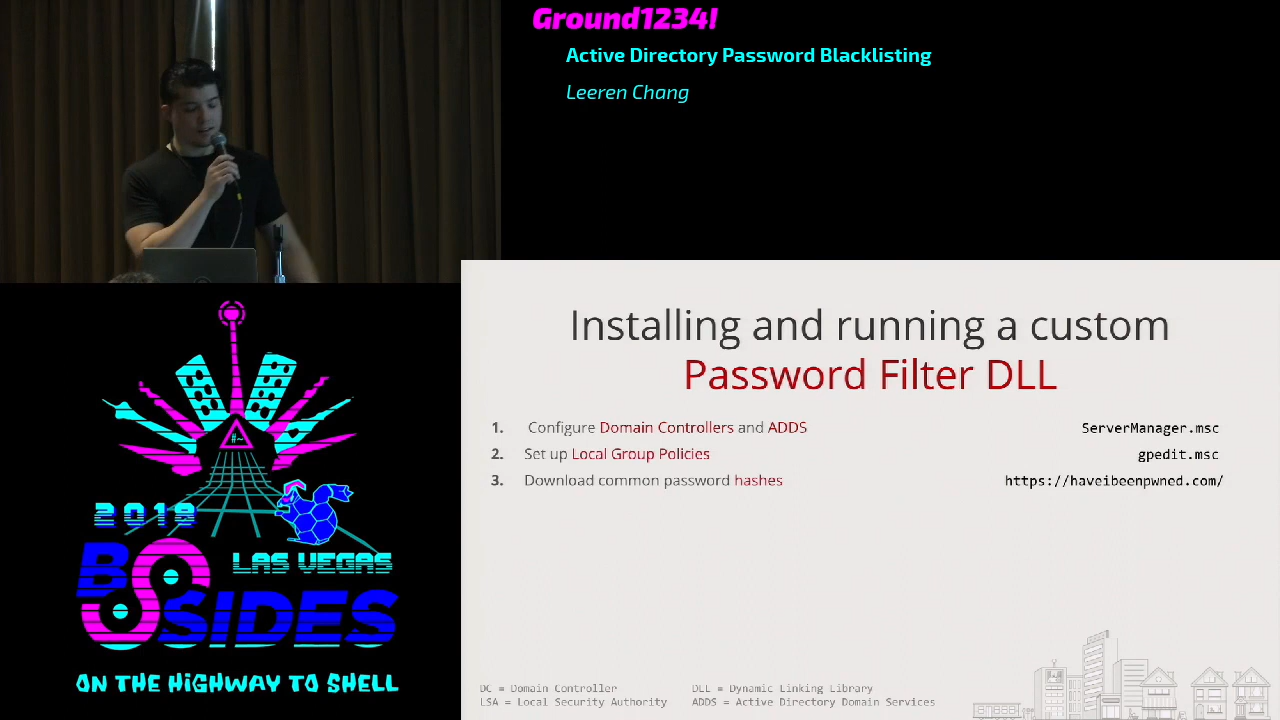 Ground1234!
Active Directory Password Blacklisting
Leeren Chang
Installing and running a custom
Password Filter DLL
1. Configure Domain Controllers and ADDS ServerManager.msc
2. Set up Local Group Policies gpedit.msc
3. Download common password hashes https://haveibeenpwned.com/
DC = Domain Controller DLL = Dynamic Linking Library
LSA = Local Security Authority ADDS = Active Directory Domain Services
#~
2018
LAS VEGAS
BSIDES
ON THE HIGHWAY TO SHELL